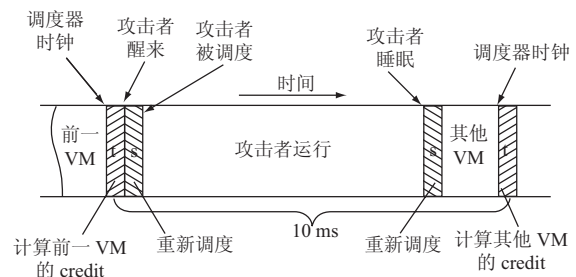 调度器
时钟
攻击者
醒来
攻击者
被调度
时间
攻击者
睡眠
调度器时钟
前一
VM
t
s
攻击者运行
s
其他
VM
t
10 ms
计算前一 VM
的 credit
重新调度
重新调度
计算其他 VM
的 credit